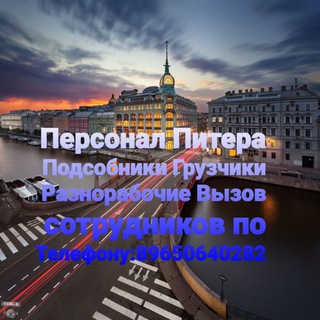 Персонал Питера
Подсобники Грузчики
Разнорабочие Вызов
сотрудников по
Телефону:89650640282